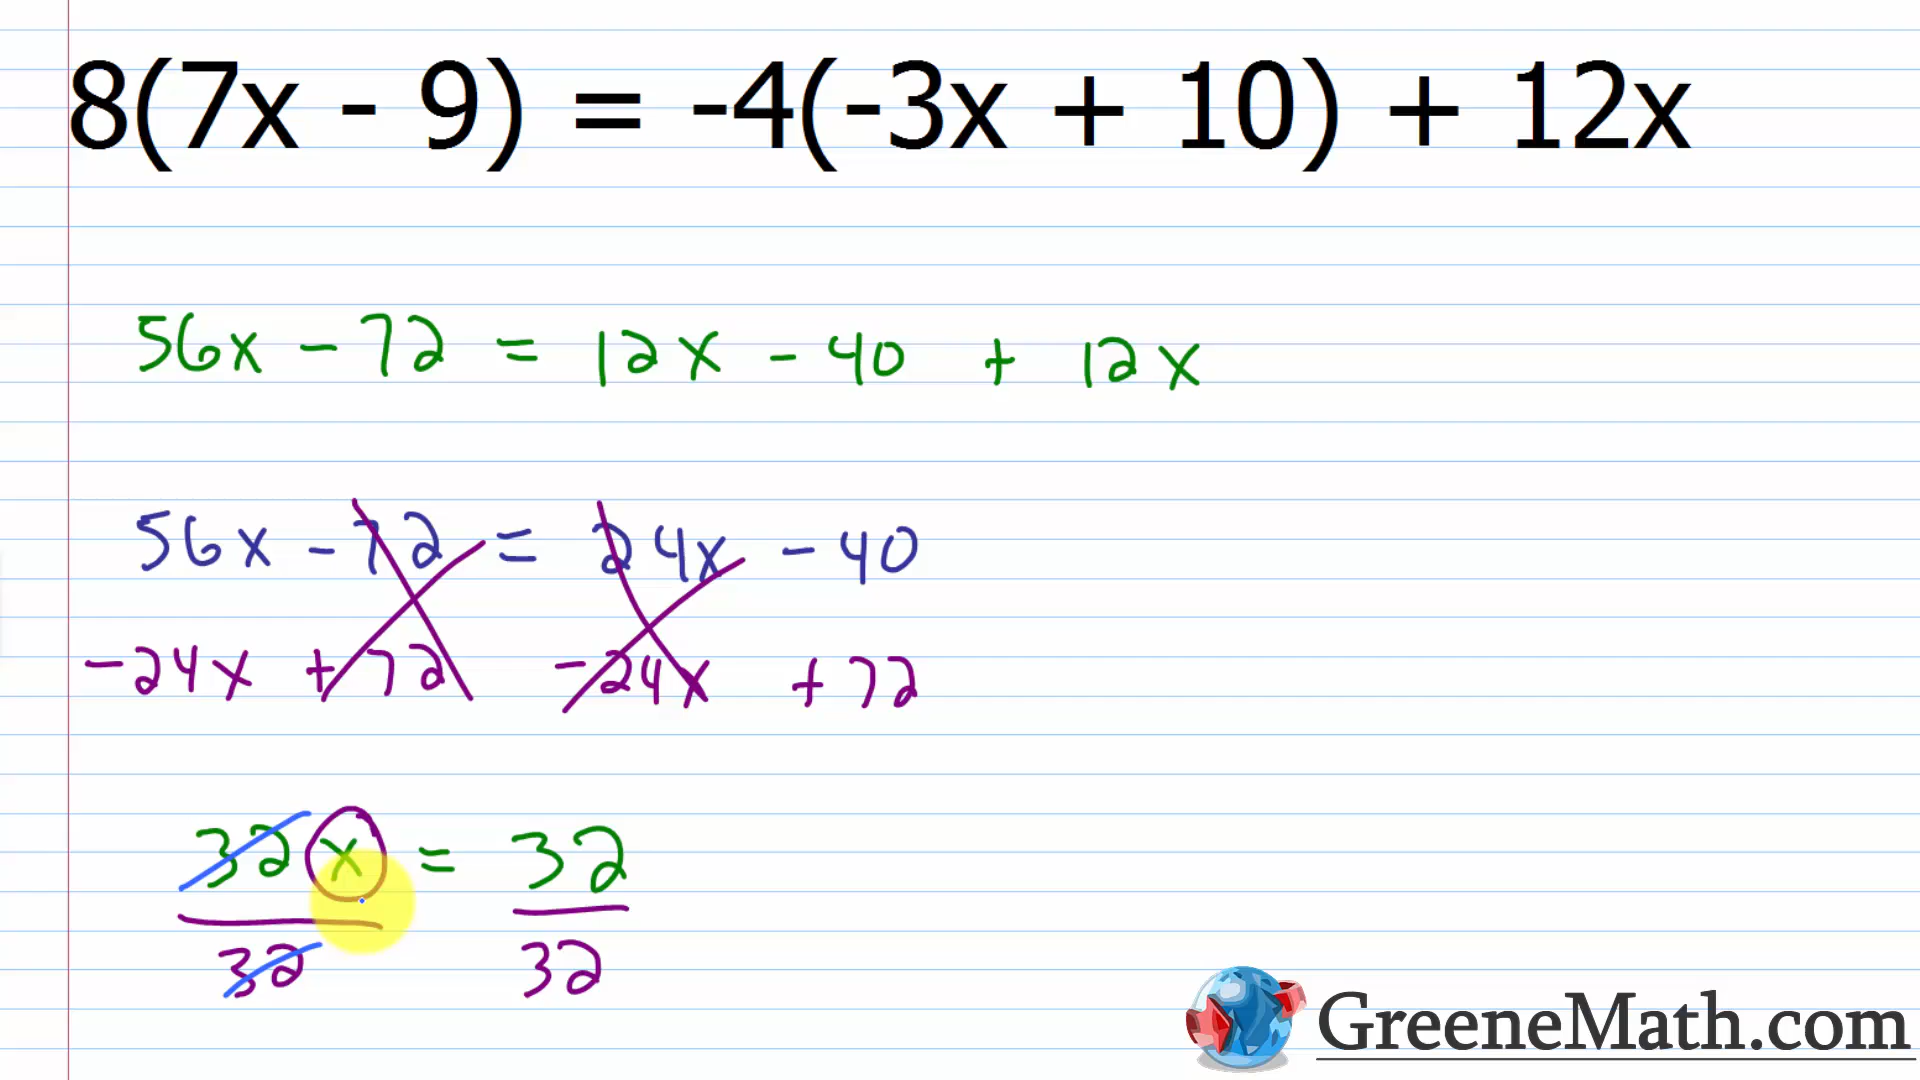 8(7x - 9) = -4(-3x + 10) + 12x
56x - 72 = 12x - 40 + 12x
56x - 72 = 24x - 40
-24x + 72 -24x + 72
32x = 32
32 32
GreeneMath.com